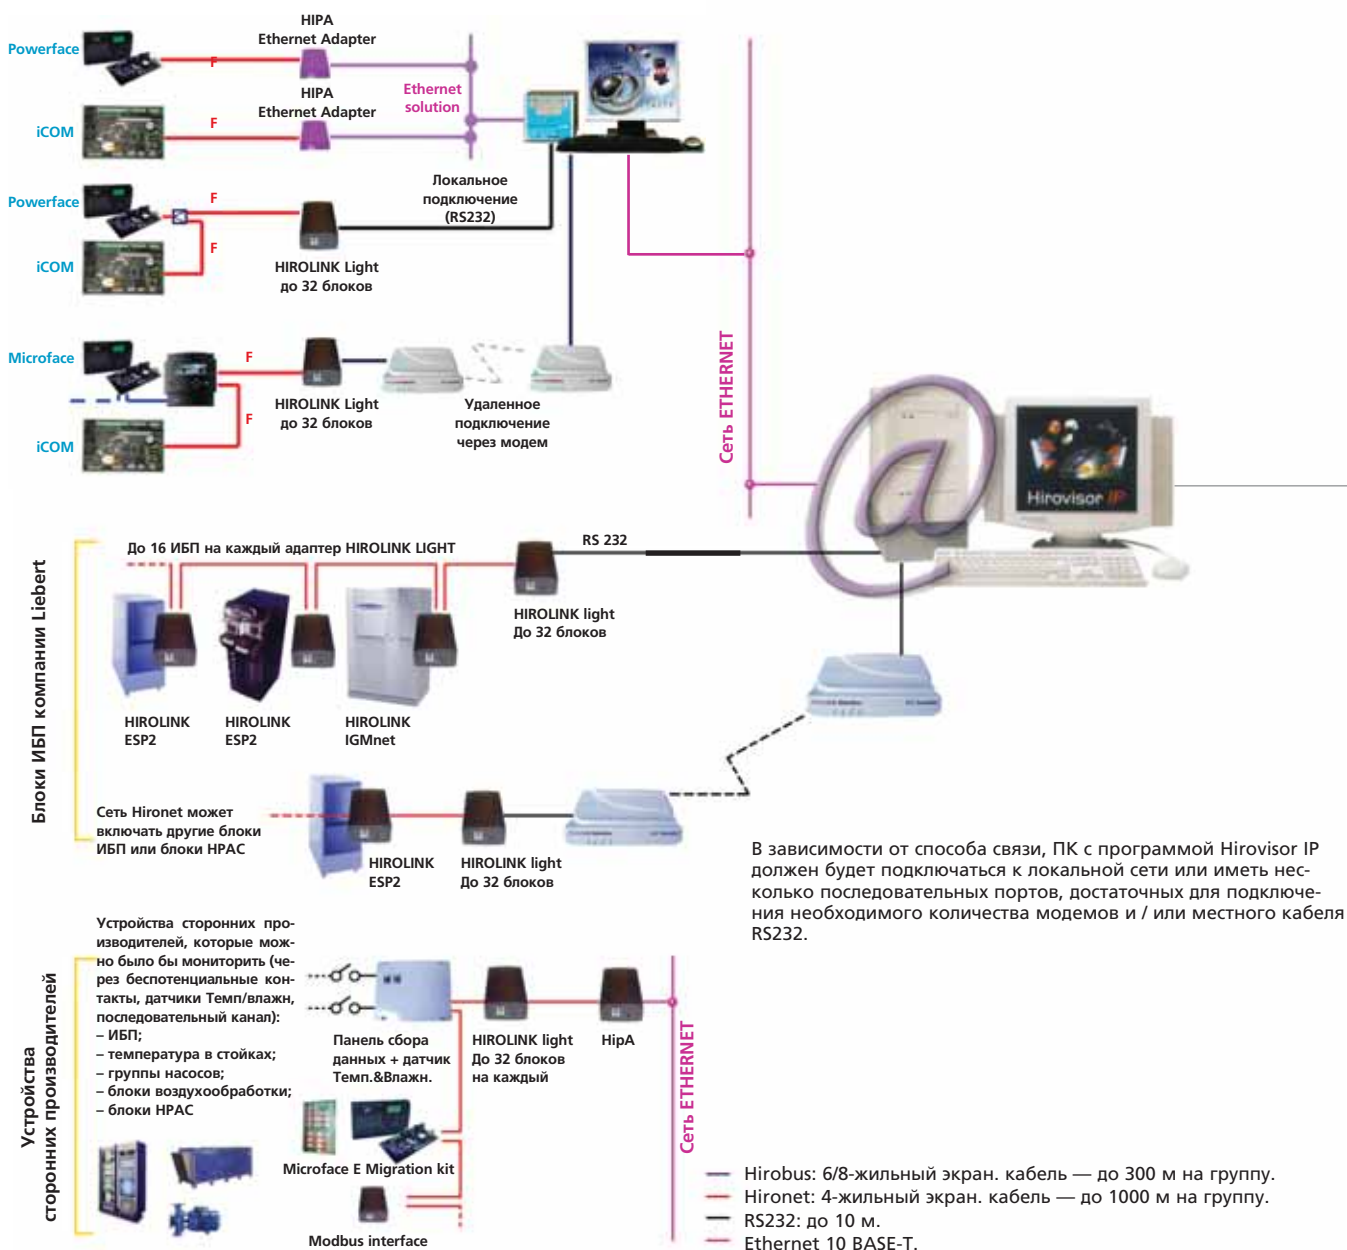 HIPA
Ethernet Adapter
Powerface
F
HIPA
Ethernet Adapter
Ethernet
solution
iCOM
F
Локальное
подключение
(RS232)
Powerface
F
F
iCOM
HIROLINK Light
до 32 блоков
Microface
F
F
HIROLINK Light
до 32 блоков
Удаленное
подключение
через модем
iCOM
Сеть ETHERNET
Hirovisor IP
Блоки ИБП компании Liebert
До 16 ИБП на каждый адаптер HIROLINK LIGHT
RS 232
HIROLINK light
До 32 блоков
HIROLINK
ESP2
HIROLINK
ESP2
HIROLINK
IGMnet
Сеть Hironet может
включать другие блоки
ИБП или блоки HPAC
HIROLINK
ESP2
HIROLINK light
До 32 блоков
В зависимости от способа связи, ПК с программой Hirovisor IP
должен будет подключаться к локальной сети или иметь нес-
колько последовательных портов, достаточных для подключе-
ния необходимого количества модемов и / или местного кабеля
RS232.
Устройства
сторонних производителей
Устройства сторонних про-
изводителей, которые мож-
но было бы мониторить (че-
рез беспотенциальные кон-
такты, датчики Темп/влажн,
последовательный канал):
– ИБП;
– температура в стойках;
– группы насосов;
– блоки воздухообработки;
– блоки HPAC
Панель сбора
данных + датчик
Темп.&Влажн.
HIROLINK light
До 32 блоков
на каждый
HipA
Сеть ETHERNET
Microface E Migration kit
Modbus interface
Hirobus: 6/8-жильный экран. кабель — до 300 м на группу.
Hironet: 4-жильный экран. кабель — до 1000 м на группу.
RS232: до 10 м.
Ethernet 10 BASE-T.